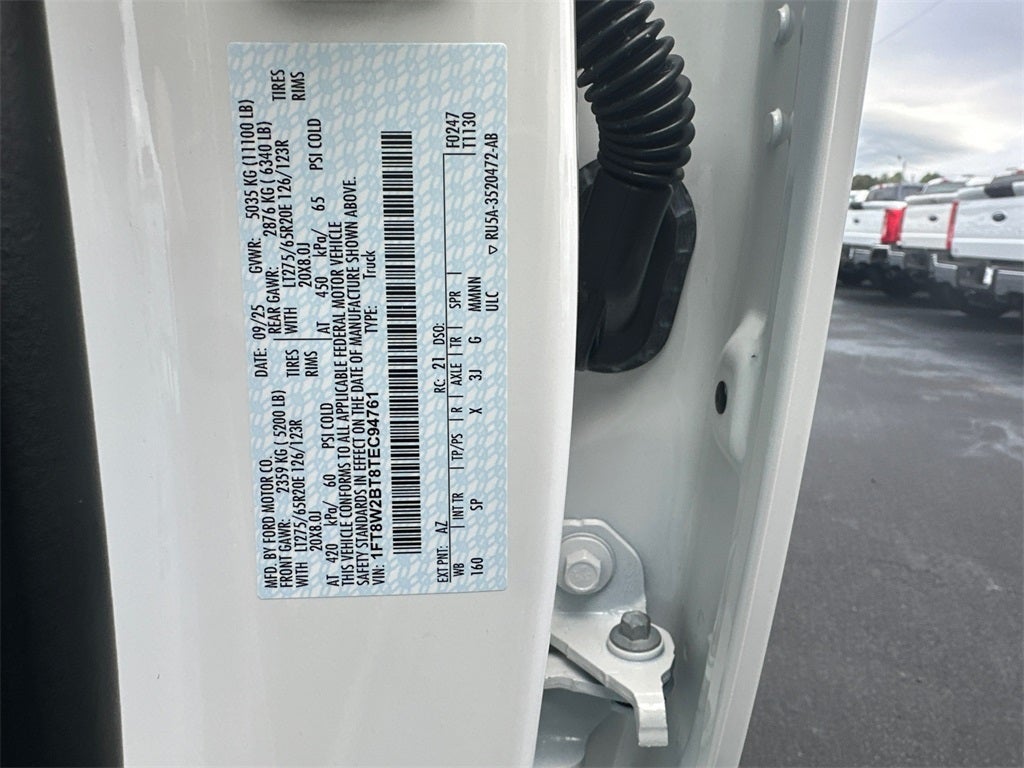 MFD. BY FORD MOTOR CO. DATE: 09/25 GVWR: 5035 KG (11100 LB)
FRONT GAWR: 2359 KG ( 5200 LB) REAR GAWR: 2876 KG ( 6340 LB)
WITH LT275/65R20E 126/123R TIRES WITH LT275/65R20E 126/123R TIRES
20X8.0J RIMS 20X8.0J RIMS
AT 420 kPa/ 60 PSI COLD AT 450 kPa/ 65 PSI COLD
THIS VEHICLE CONFORMS TO ALL APPLICABLE FEDERAL MOTOR VEHICLE
SAFETY STANDARDS IN EFFECT ON THE DATE OF MANUFACTURE SHOWN ABOVE.
VIN: 1FT8W2BT8TEC94761 TYPE: Truck
EXT PNT: AZ RC: 21 DSO: F0247
WB INT TR TP/PS R AXLE TR SPR T1130
160 SP X 3J G MMNIN
ULC ▽ RU5A-3520472-AB